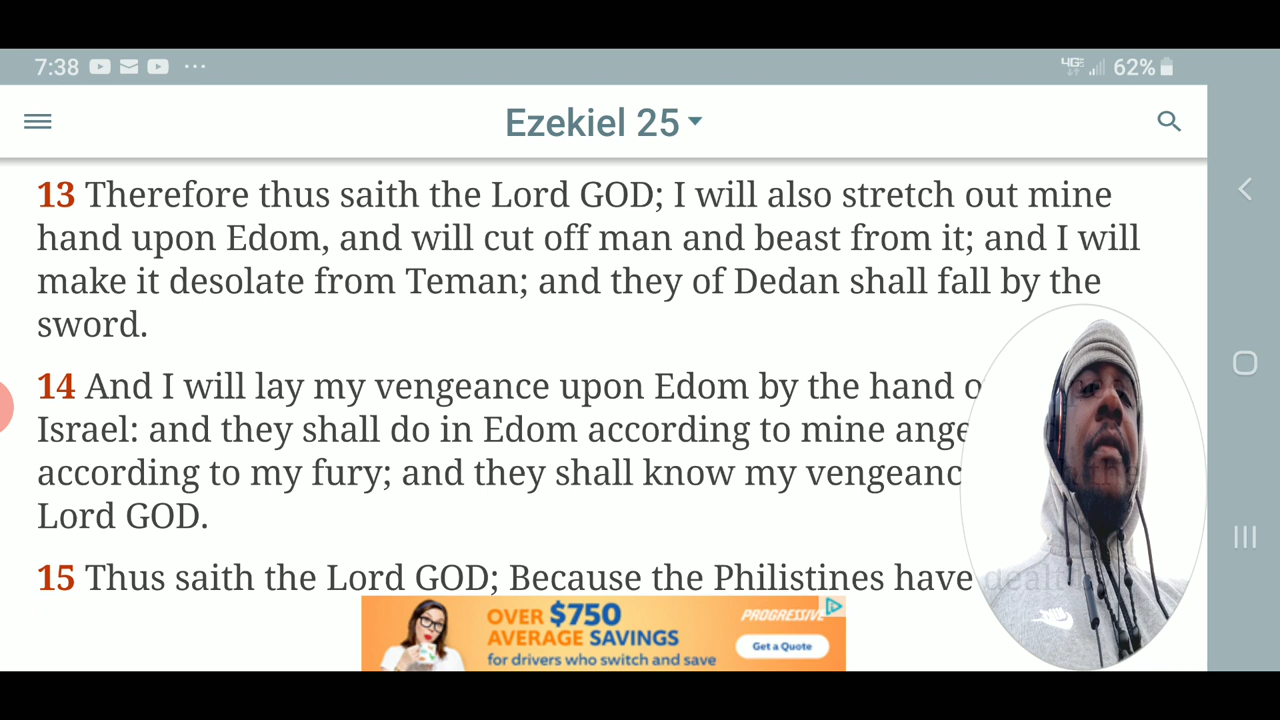 7:38 ... 4GE 62%
Ezekiel 25
13 Therefore thus saith the Lord GOD; I will also stretch out mine
hand upon Edom, and will cut off man and beast from it; and I will
make it desolate from Teman; and they of Dedan shall fall by the
sword.
14 And I will lay my vengeance upon Edom by the hand o
Israel: and they shall do in Edom according to mine ange
according to my fury; and they shall know my vengeanc
Lord GOD.
15 Thus saith the Lord GOD; Because the Philistines have dealt
OVER $750
AVERAGE SAVINGS
for drivers who switch and save
PROGRESSIVE
Get a Quote